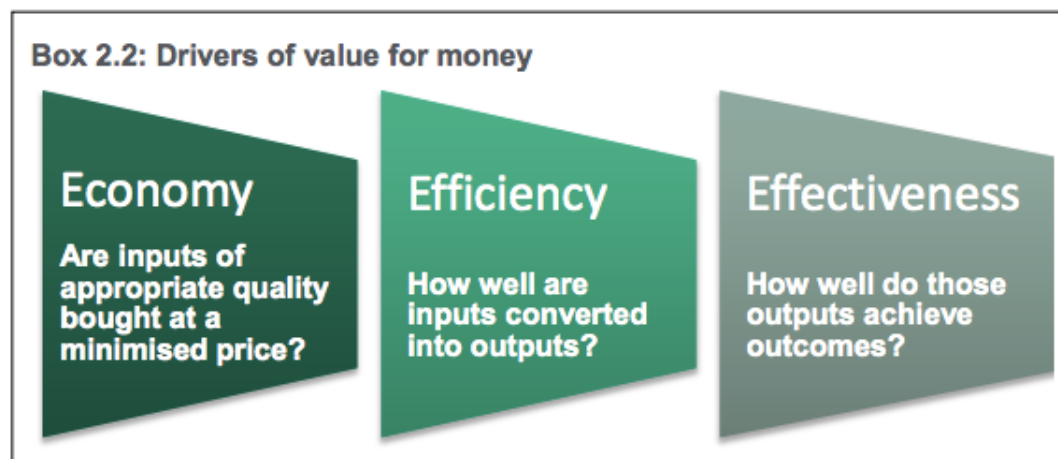 Box 2.2: Drivers of value for money
Economy
Are inputs of
appropriate quality
bought at a
minimised price?
Efficiency
How well are
inputs converted
into outputs?
Effectiveness
How well do those
outputs achieve
outcomes?